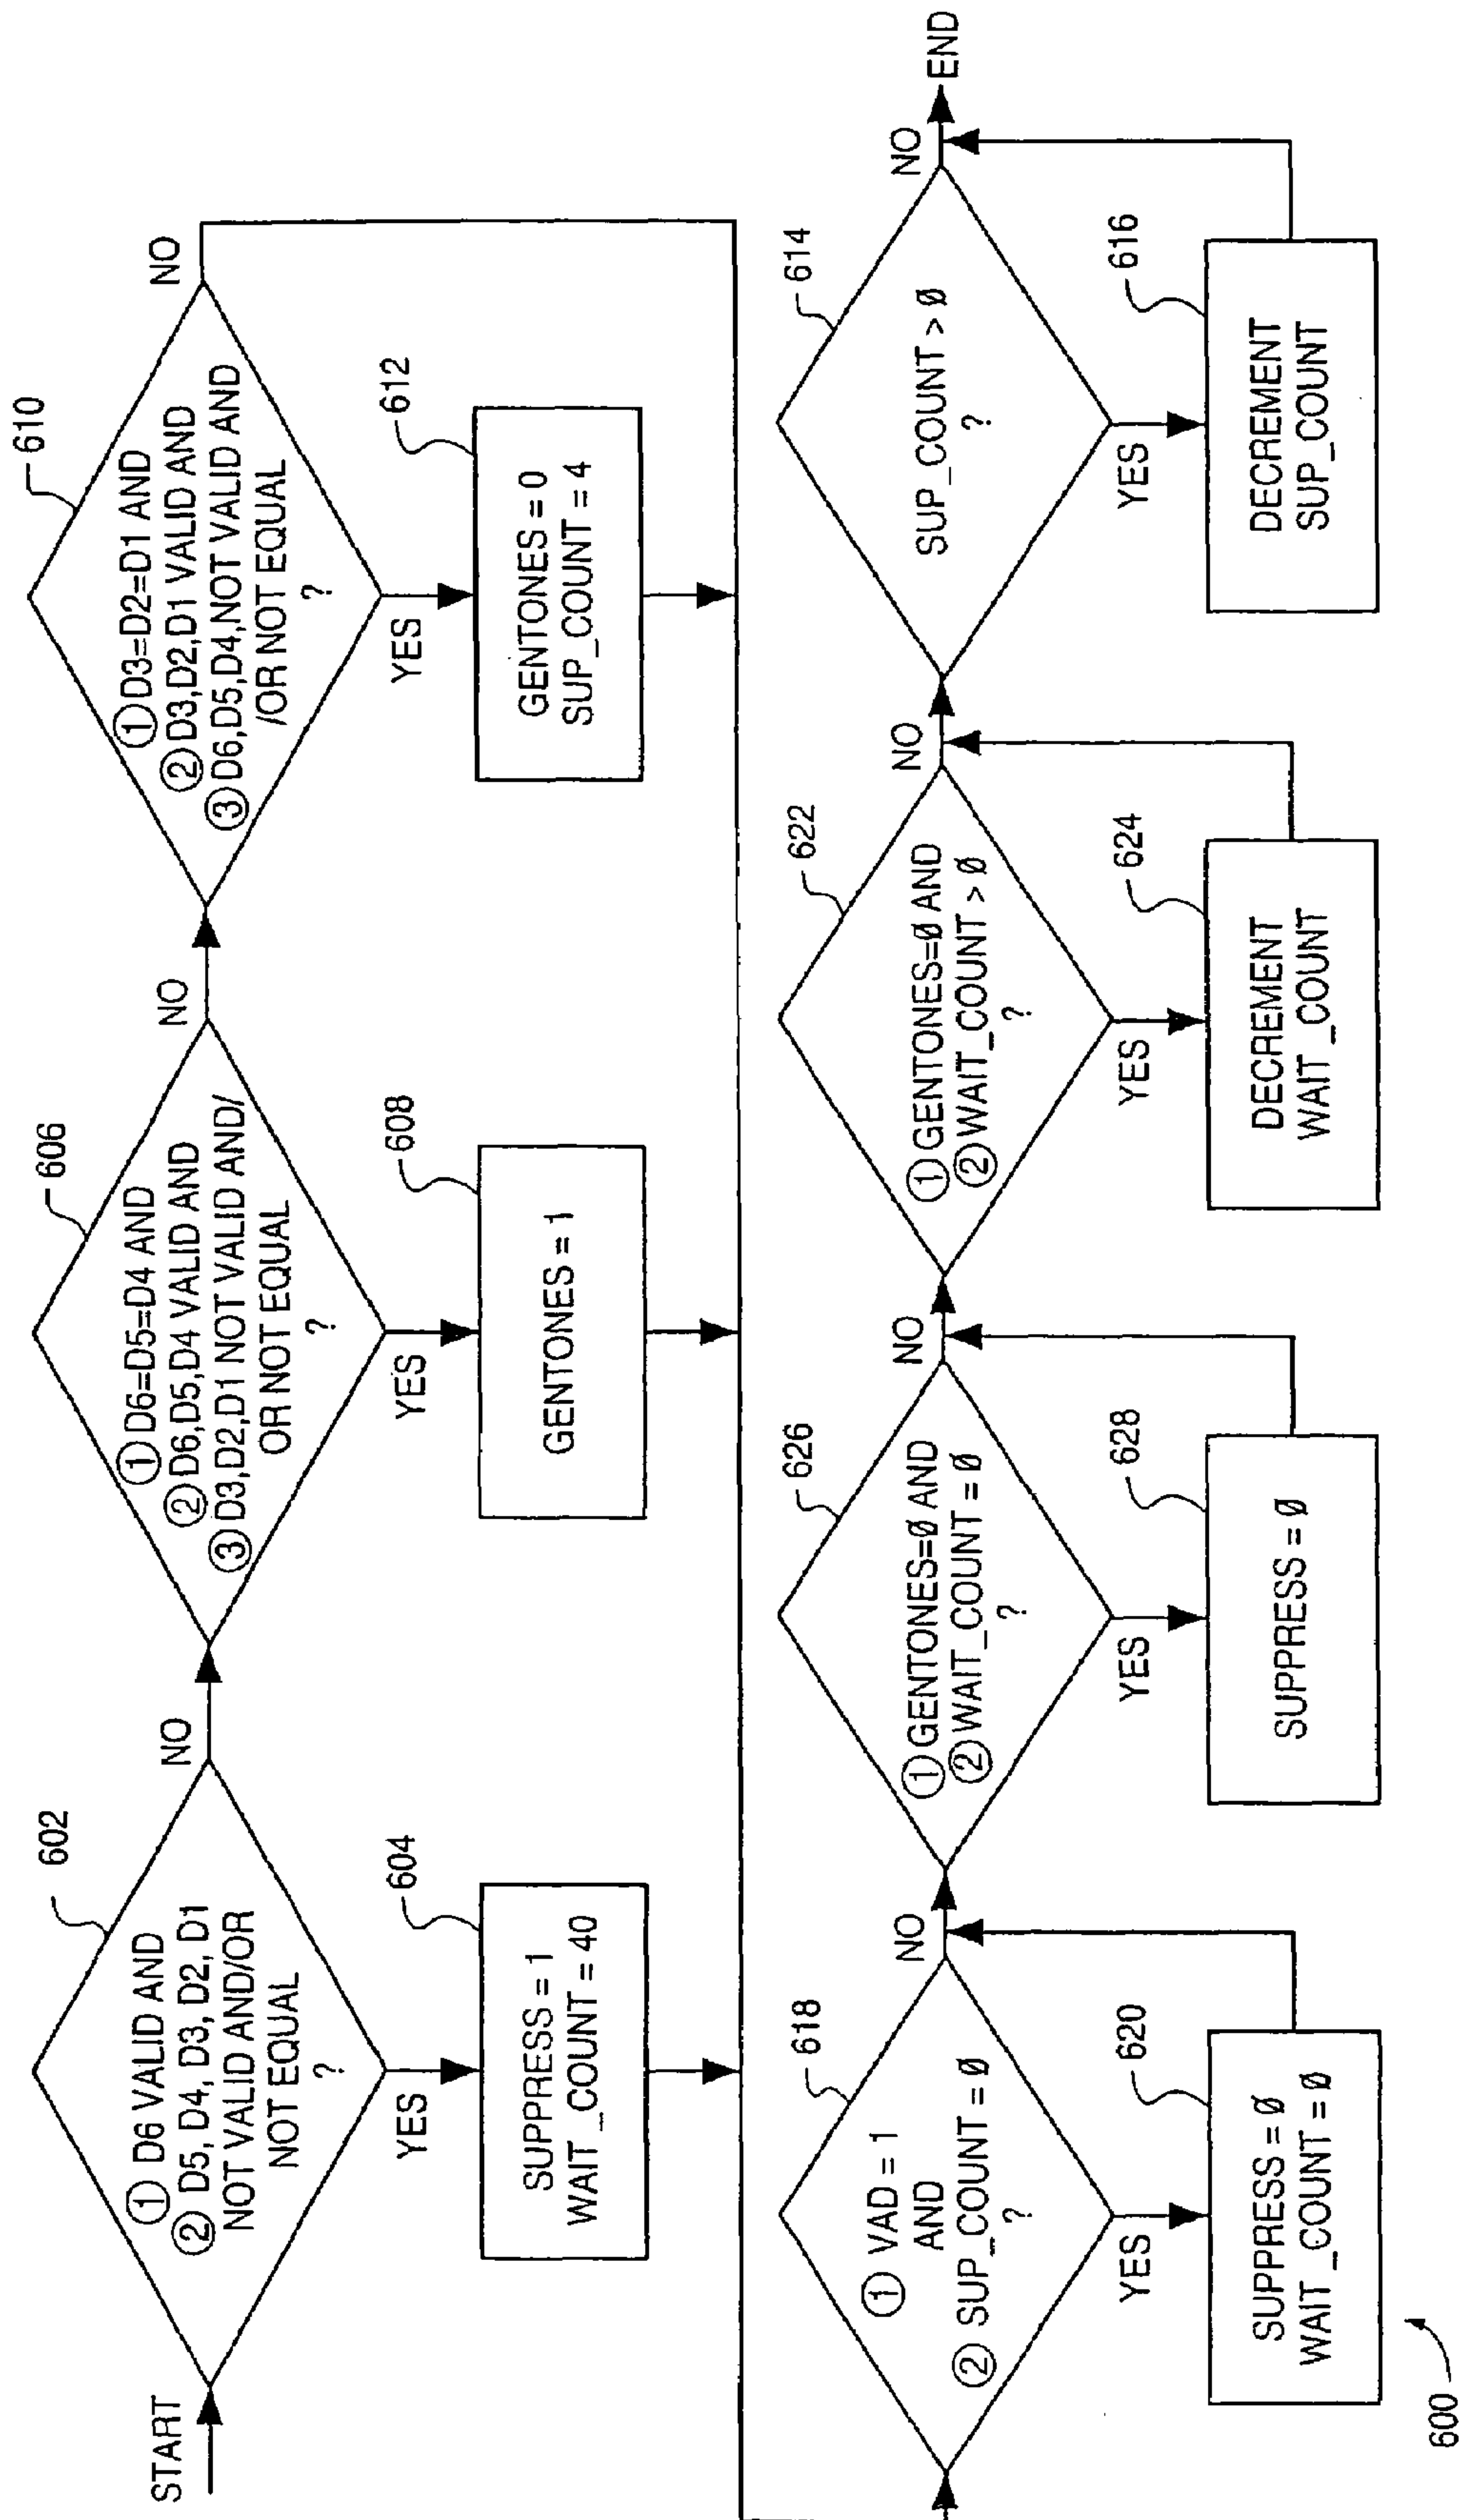 START
602
① D6 VALID AND
② D5, D4, D3, D2, D1
NOT VALID AND/OR
NOT EQUAL
?
NO
YES
604
SUPPRESS = 1
WAIT_COUNT = 40
606
① D6=D5=D4 AND
② D6,D5,D4 VALID AND
③ D3,D2,D1 NOT VALID AND/
OR NOT EQUAL
?
NO
YES
608
GENTONES = 1
610
① D3=D2=D1 AND
② D3,D2,D1 VALID AND
③ D6,D5,D4,NOT VALID AND
/OR NOT EQUAL
?
NO
YES
612
GENTONES = 0
SUP_COUNT = 4
618
① VAD = 1
AND
② SUP_COUNT = Ø
?
NO
YES
620
SUPPRESS = Ø
WAIT_COUNT = Ø
626
① GENTONES=Ø AND
② WAIT_COUNT = Ø
?
NO
YES
628
SUPPRESS = Ø
622
① GENTONES=Ø AND
② WAIT_COUNT > Ø
?
NO
YES
624
DECREMENT
WAIT_COUNT
614
SUP_COUNT > Ø
?
NO
YES
616
DECREMENT
SUP_COUNT
END
600